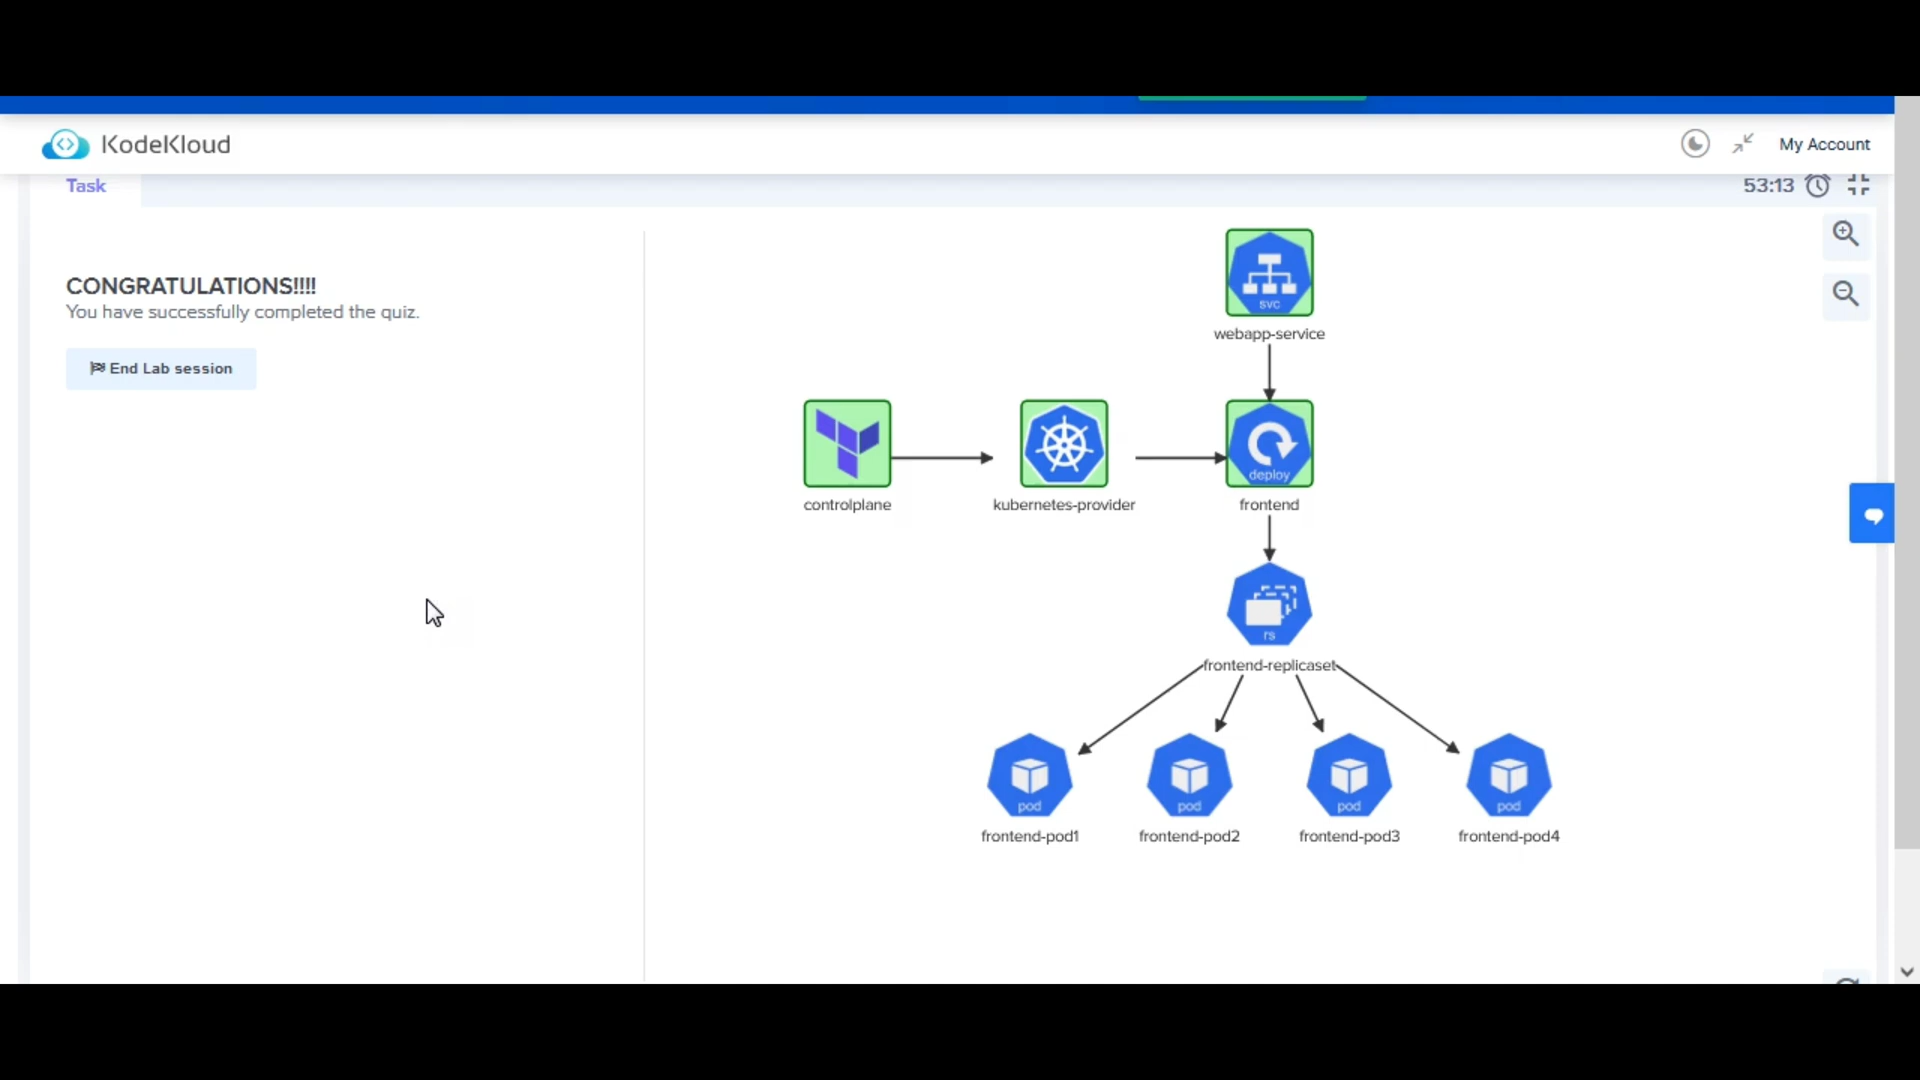 KodeKloud
My Account
Task
53:13
CONGRATULATIONS!!!!
You have successfully completed the quiz.
End Lab session
svc
webapp-service
controlplane
kubernetes-provider
deploy
frontend
rs
frontend-replicaset
pod
pod
pod
pod
frontend-pod1
frontend-pod2
frontend-pod3
frontend-pod4